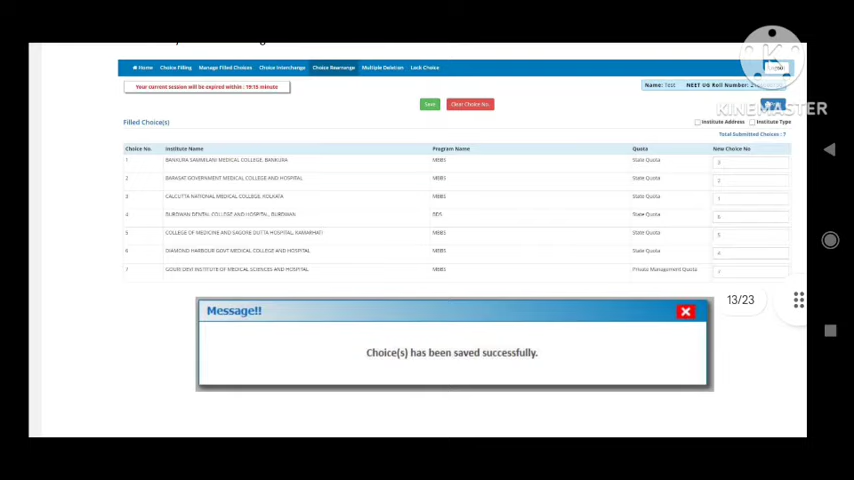 Home Choice Filling Manage Filled Choices Choice Interchange Choice Rearrange Multiple Deletion Lock Choice
Your current session will be expired within : 19:15 minute
Name: Test NEET UG Roll Number:
Save Clear Choice No.
KINEMASTER
Filled Choice(s)
Institute Address Institute Type
Total Submitted Choices : 7
Choice No. Institute Name Program Name Quota New Choice No
1 BANKURA SAMMILANI MEDICAL COLLEGE, BANKURA MBBS State Quota 3
2 BARASAT GOVERNMENT MEDICAL COLLEGE AND HOSPITAL MBBS State Quota 2
3 CALCUTTA NATIONAL MEDICAL COLLEGE, KOLKATA MBBS State Quota 1
4 BURDWAN DENTAL COLLEGE AND HOSPITAL, BURDWAN BDS State Quota 6
5 COLLEGE OF MEDICINE AND SAGORE DUTTA HOSPITAL, KAMARHATI MBBS State Quota 5
6 DIAMOND HARBOUR GOVT MEDICAL COLLEGE AND HOSPITAL MBBS State Quota 4
7 GOURI DEVI INSTITUTE OF MEDICAL SCIENCES AND HOSPITAL MBBS Private Management Quota 7
13/23
Message!!
Choice(s) has been saved successfully.